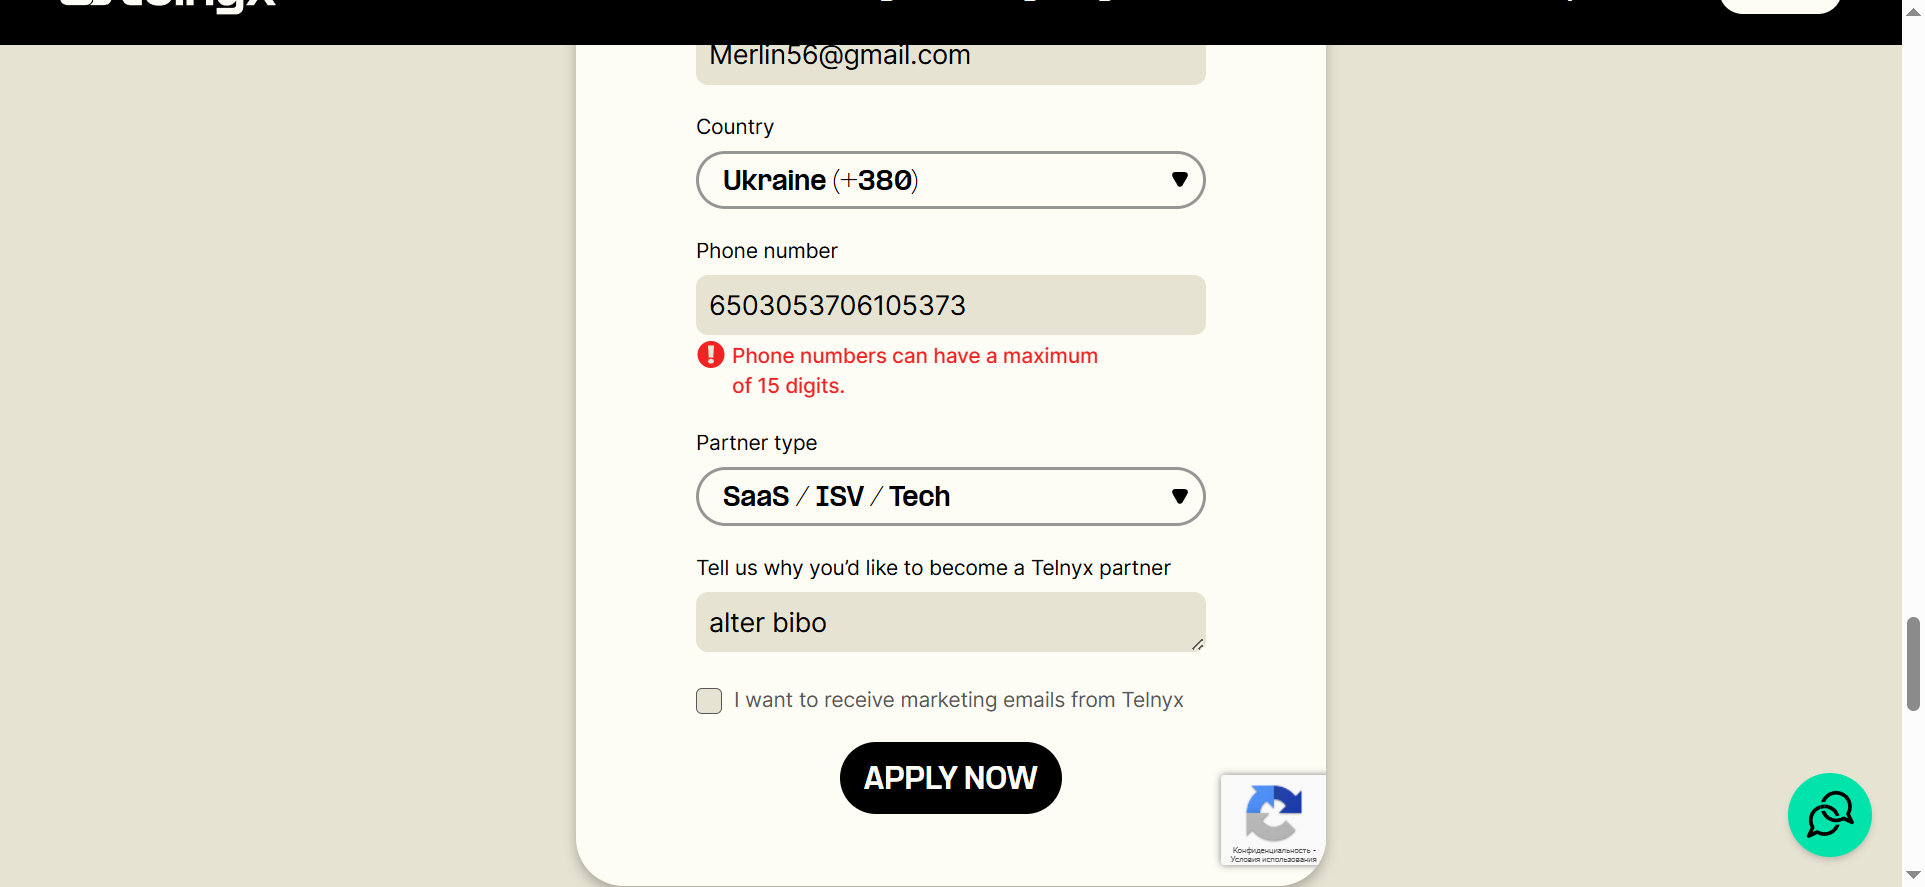 telnyx
Merlin56@gmail.com
Country
Ukraine (+380)
Phone number
6503053706105373
Phone numbers can have a maximum
of 15 digits.
Partner type
SaaS / ISV / Tech
Tell us why you’d like to become a Telnyx partner
alter bibo
I want to receive marketing emails from Telnyx
APPLY NOW
Конфиденциальность -
Условия использования